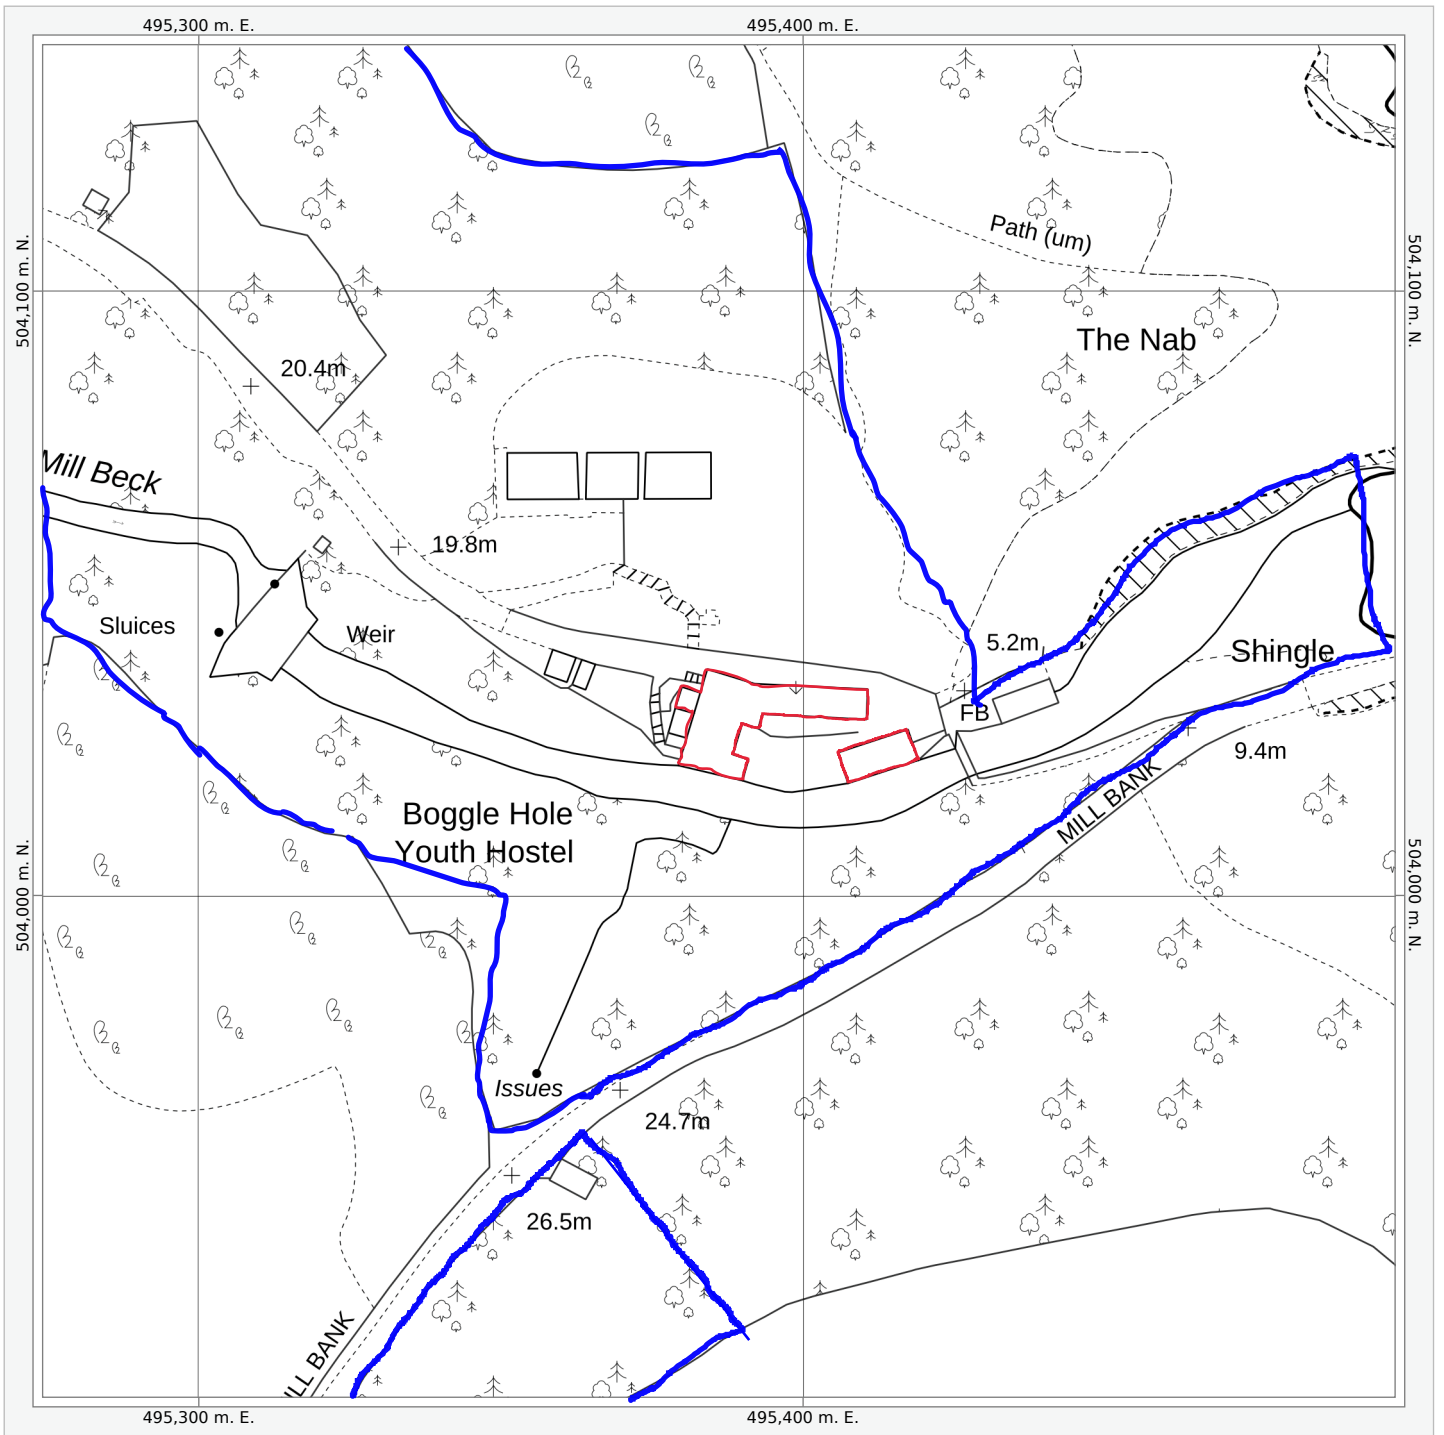 495,300 m. E.
495,400 m. E.
Path (um)
504,100 m. N.
504,100 m. N.
The Nab
20.4m
Mill Beck
19.8m
Sluices
Weir
5.2m
Shingle
FB
9.4m
MILL BANK
Boggle Hole
Youth Hostel
504,000 m. N.
504,000 m. N.
Issues
24.7m
26.5m
ILL BANK
495,300 m. E.
495,400 m. E.